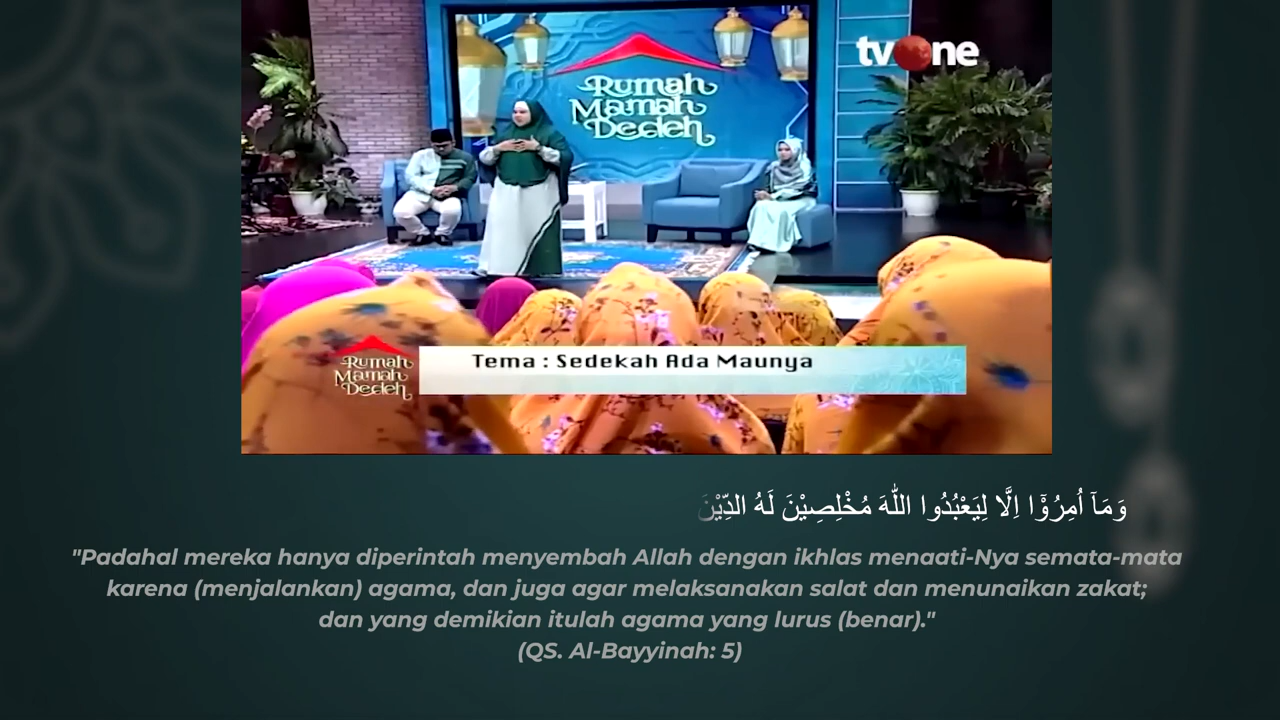 tvOne
Rumah
Mamah
Dedeh
Rumah
Mamah
Dedeh
Tema : Sedekah Ada Maunya
وَمَآ اُمِرُوْٓا اِلَّا لِيَعْبُدُوا اللّٰهَ مُخْلِصِيْنَ لَهُ الدِّيْنَ
"Padahal mereka hanya diperintah menyembah Allah dengan ikhlas menaati-Nya semata-mata
karena (menjalankan) agama, dan juga agar melaksanakan salat dan menunaikan zakat;
dan yang demikian itulah agama yang lurus (benar)."
(QS. Al-Bayyinah: 5)